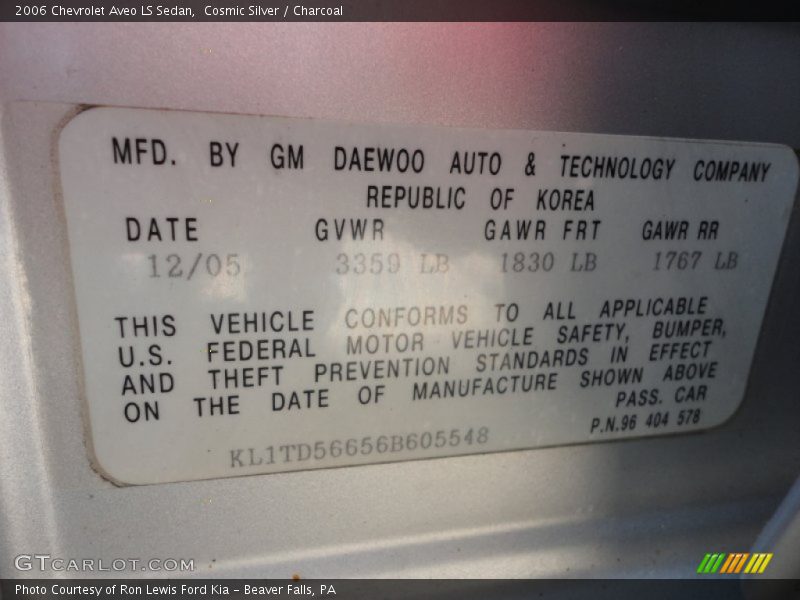 2006 Chevrolet Aveo LS Sedan,  Cosmic Silver / Charcoal
MFD. BY GM DAEWOO AUTO & TECHNOLOGY COMPANY
REPUBLIC OF KOREA
DATE GVWR GAWR FRT GAWR RR
12/05 3359 LB 1830 LB 1767 LB
THIS VEHICLE CONFORMS TO ALL APPLICABLE
U.S. FEDERAL MOTOR VEHICLE SAFETY, BUMPER,
AND THEFT PREVENTION STANDARDS IN EFFECT
ON THE DATE OF MANUFACTURE SHOWN ABOVE
PASS. CAR
P.N.96 404 578
KL1TD56656B605548
GTCARLOT.COM
Photo Courtesy of Ron Lewis Ford Kia - Beaver Falls, PA